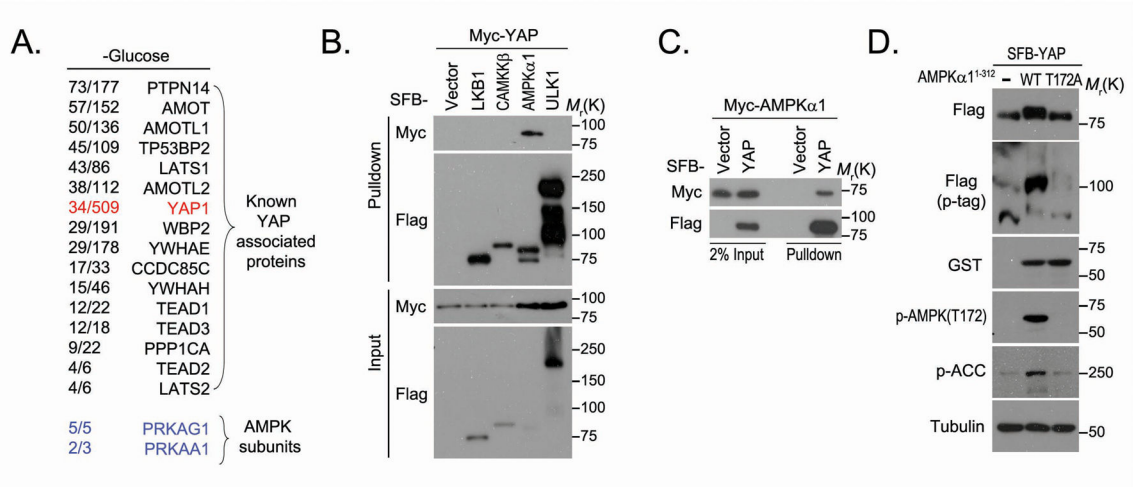 A.
-Glucose
73/177 PTPN14
57/152 AMOT
50/136 AMOTL1
45/109 TP53BP2
43/86 LATS1
38/112 AMOTL2
34/509 YAP1
29/191 WBP2
29/178 YWHAE
17/33 CCDC85C
15/46 YWHAH
12/22 TEAD1
12/18 TEAD3
9/22 PPP1CA
4/6 TEAD2
4/6 LATS2
Known
YAP
associated
proteins
5/5 PRKAG1
2/3 PRKAA1
AMPK
subunits
B.
Myc-YAP
SFB- Vector LKB1 CAMKKβ AMPKα1 ULK1 Mr(K)
Pulldown
Myc
100
75
Flag
250
150
100
75
Input
Myc
100
75
Flag
250
150
100
75
C.
Myc-AMPKα1
SFB- Vector YAP Vector YAP Mr(K)
Myc 75
Flag 100
75
2% Input Pulldown
D.
SFB-YAP
AMPKα1¹⁻³¹² – WT T172A Mr(K)
Flag
75
Flag
(p-tag)
100
GST
75
50
p-AMPK(T172)
75
50
p-ACC 250
Tubulin 50